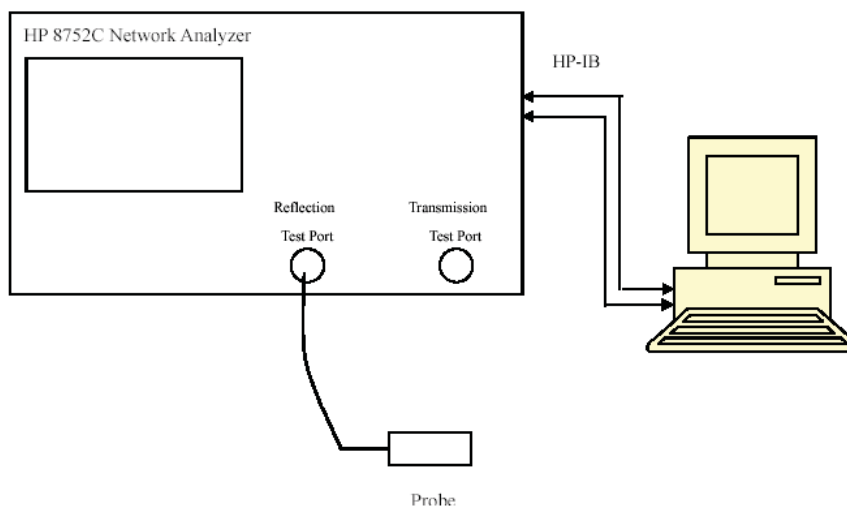 HP 8752C Network Analyzer
HP-IB
Reflection
Test Port
Transmission
Test Port
Probe